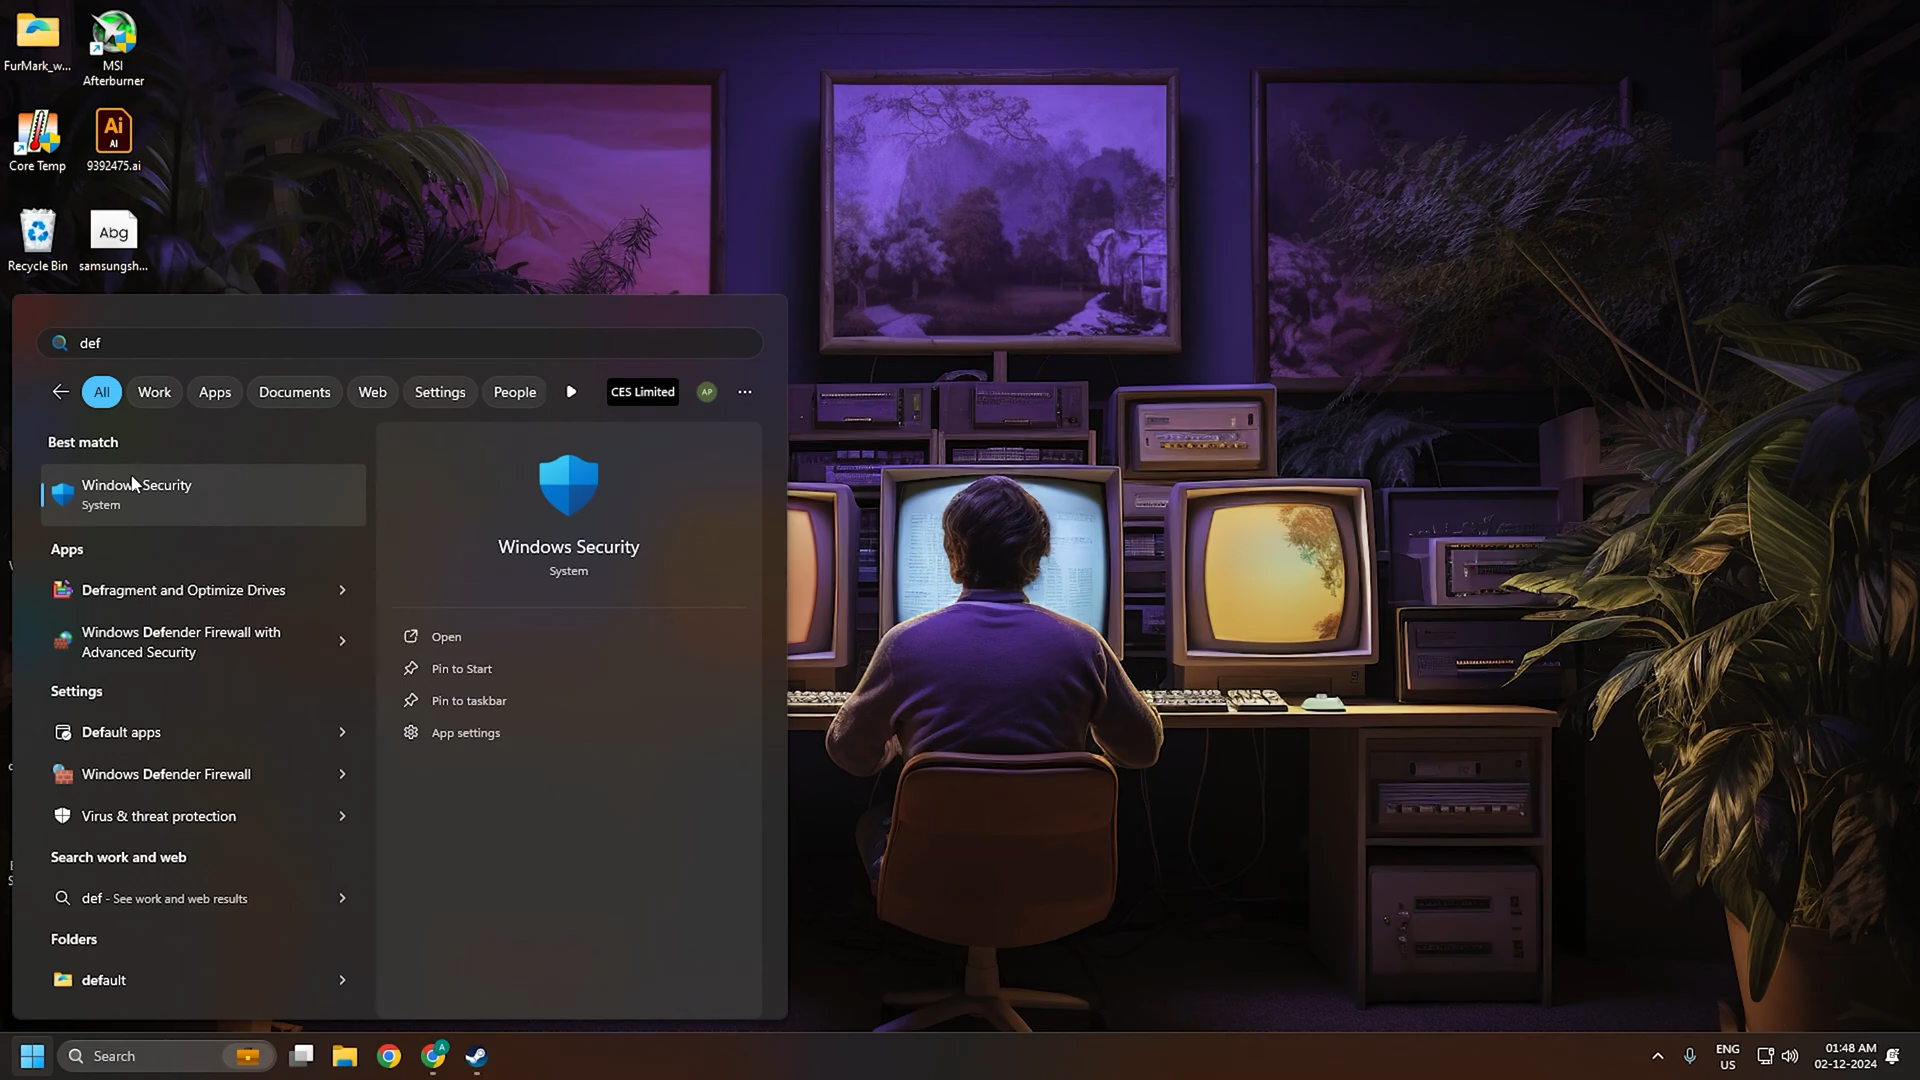 FurMark_w...
MSI
Afterburner
Core Temp
Ai
AI
9392475.ai
Recycle Bin
Abg
samsungsh...
def
All
Work
Apps
Documents
Web
Settings
People
CES Limited
AP
Best match
Windows Security
System
Apps
Defragment and Optimize Drives
Windows Defender Firewall with
Advanced Security
Settings
Default apps
Windows Defender Firewall
Virus & threat protection
Search work and web
def - See work and web results
Folders
default
Windows Security
System
Open
Pin to Start
Pin to taskbar
App settings
Search
A
ENG
US
01:48 AM
02-12-2024